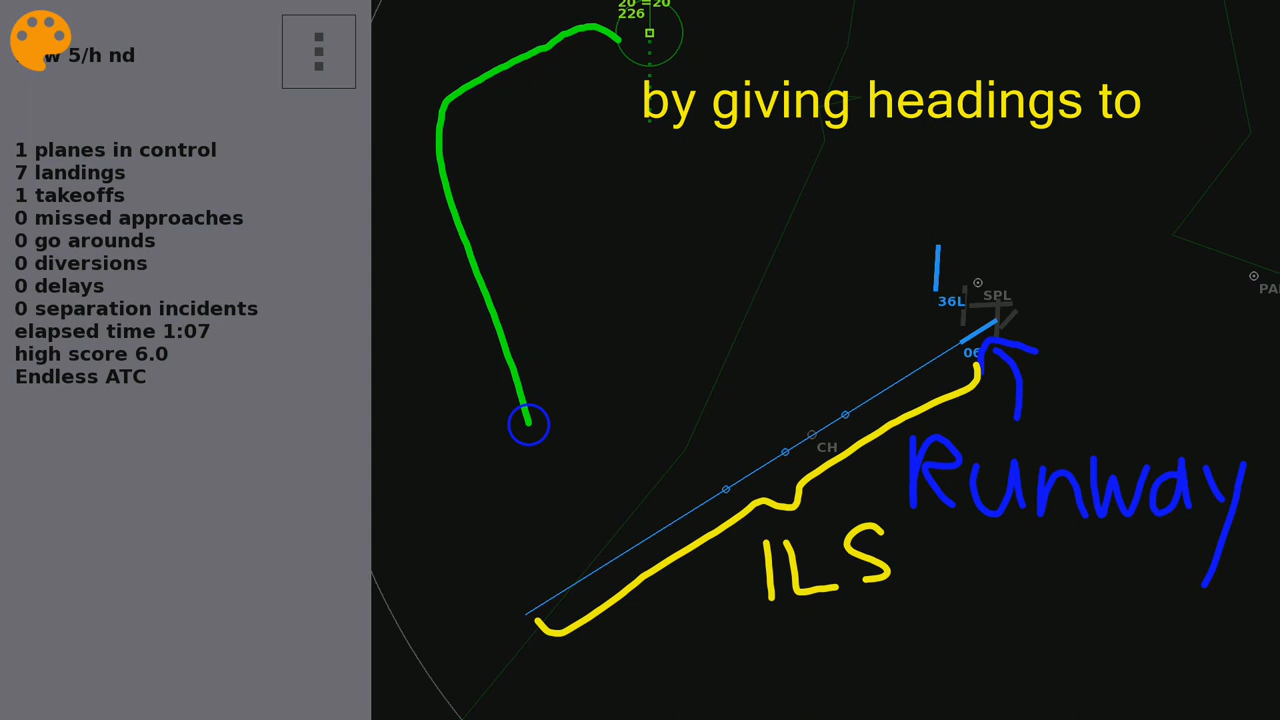 20 =20
226
5/h nd
by giving headings to
1 planes in control
7 landings
1 takeoffs
0 missed approaches
0 go arounds
0 diversions
0 delays
0 separation incidents
elapsed time 1:07
high score 6.0
Endless ATC
36L
SPL
PA
06
CH
Runway
ILS